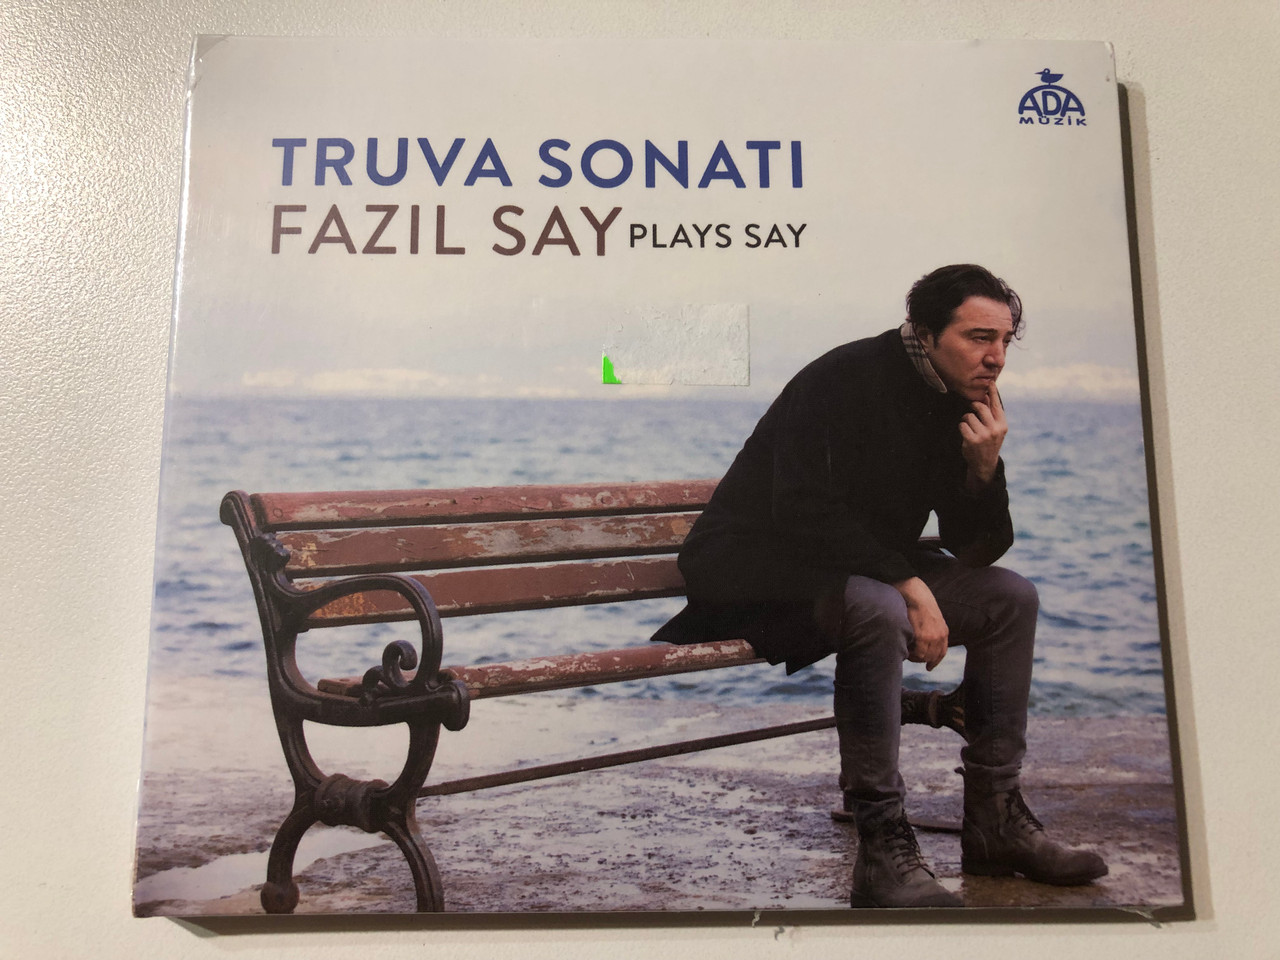 TRUVA SONATI
FAZIL SAY PLAYS SAY
ADA
MÜZİK